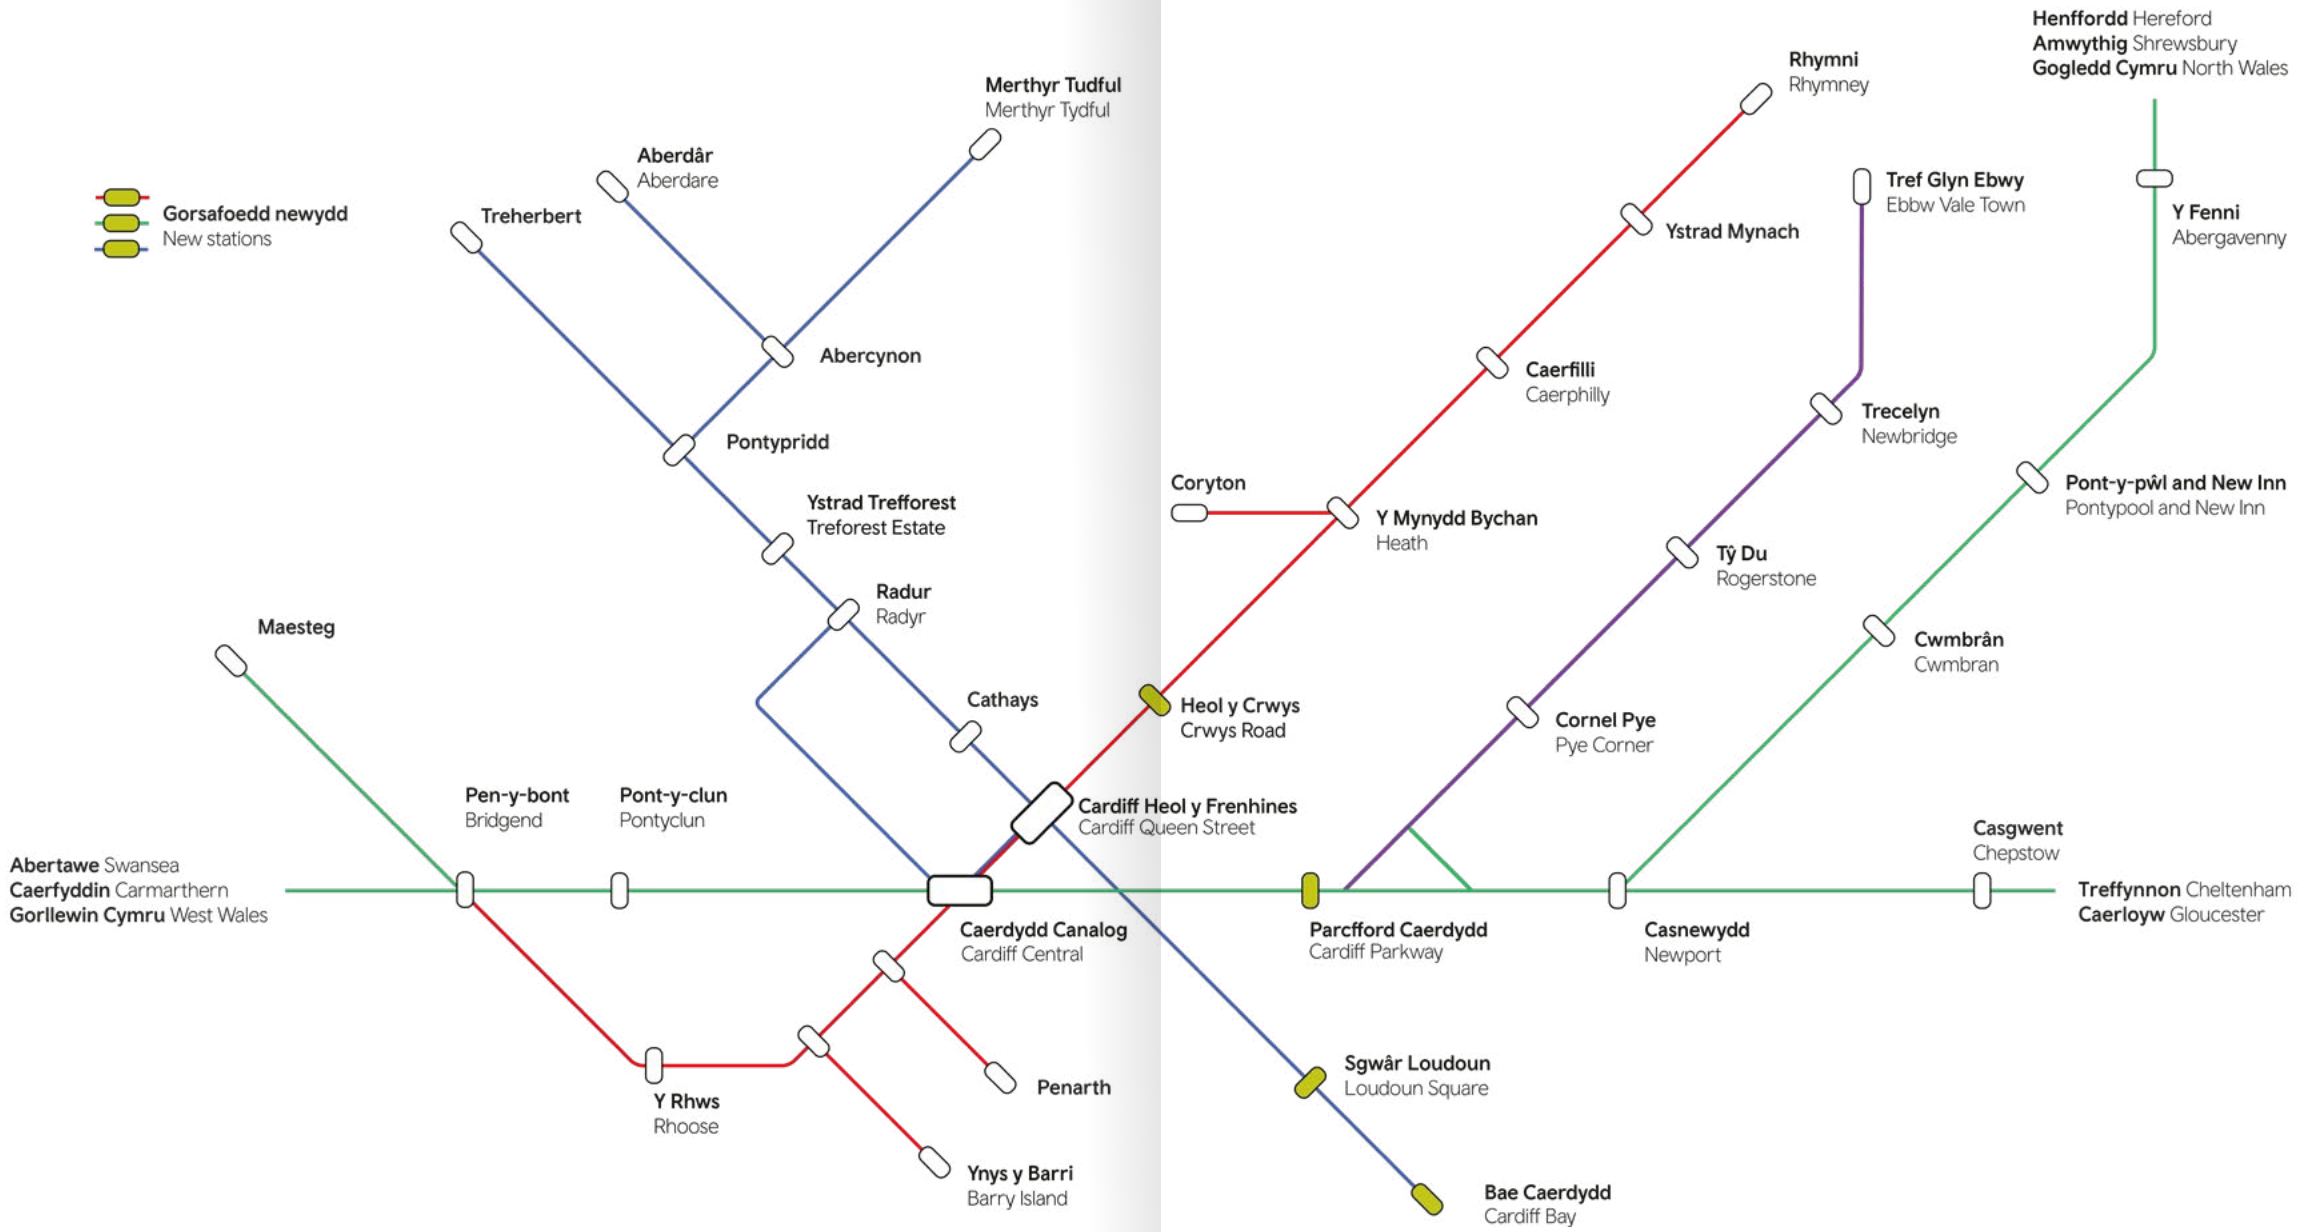 Henffordd Hereford
Amwythig Shrewsbury
Gogledd Cymru North Wales
Rhymni
Rhymney
Merthyr Tudful
Merthyr Tydful
Aberdâr
Aberdare
Tref Glyn Ebwy
Ebbw Vale Town
Gorsafoedd newydd
New stations
Treherbert
Ystrad Mynach
Y Fenni
Abergavenny
Abercynon
Caerfilli
Caerphilly
Trecelyn
Newbridge
Pontypridd
Coryton
Pont-y-pŵl and New Inn
Pontypool and New Inn
Ystrad Trefforest
Treforest Estate
Y Mynydd Bychan
Heath
Tŷ Du
Rogerstone
Radur
Radyr
Maesteg
Cwmbrân
Cwmbran
Cathays
Heol y Crwys
Crwys Road
Cornel Pye
Pye Corner
Pen-y-bont
Bridgend
Pont-y-clun
Pontyclun
Cardiff Heol y Frenhines
Cardiff Queen Street
Casgwent
Chepstow
Abertawe Swansea
Caerfyddin Carmarthern
Gorllewin Cymru West Wales
Treffynnon Cheltenham
Caerloyw Gloucester
Caerdydd Canalog
Cardiff Central
Parcfford Caerdydd
Cardiff Parkway
Casnewydd
Newport
Sgwâr Loudoun
Loudoun Square
Penarth
Y Rhws
Rhoose
Ynys y Barri
Barry Island
Bae Caerdydd
Cardiff Bay